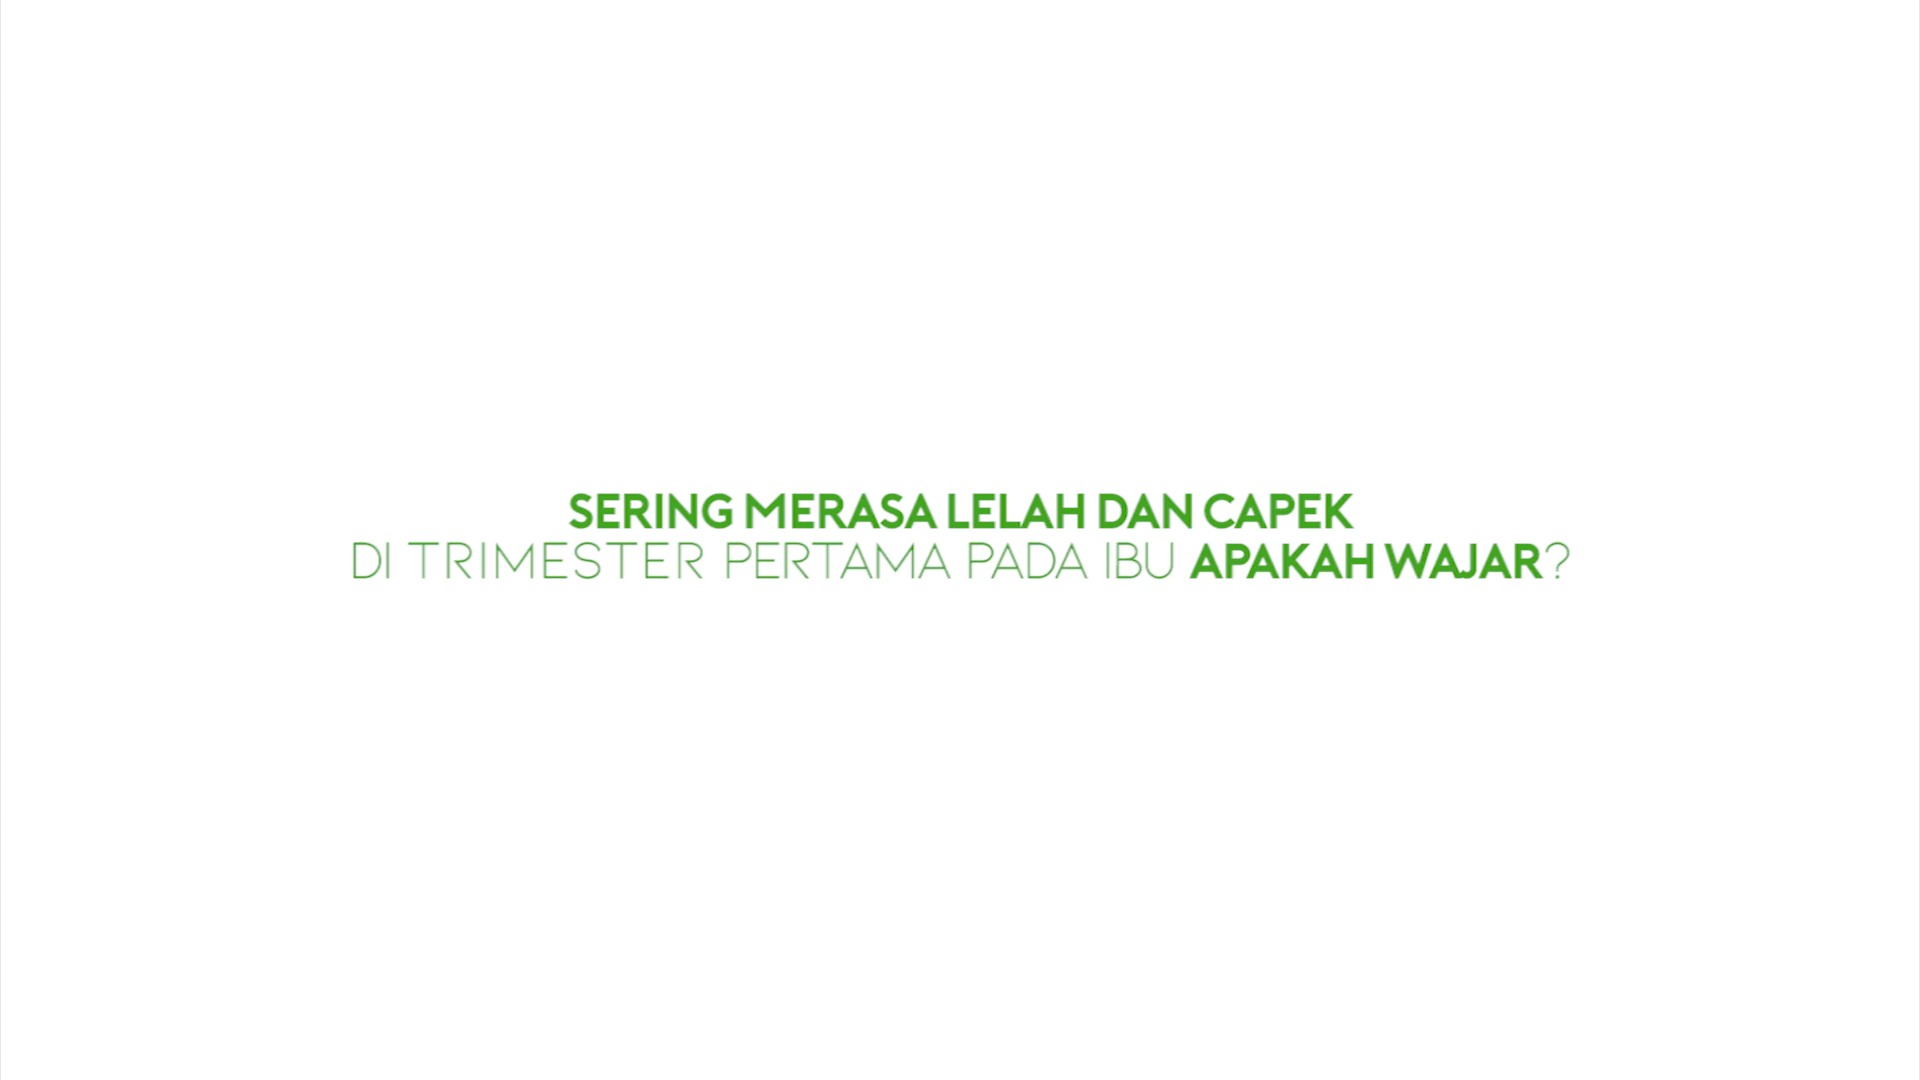 SERING MERASA LELAH DAN CAPEK
DI TRIMESTER PERTAMA PADA IBU APAKAH WAJAR?